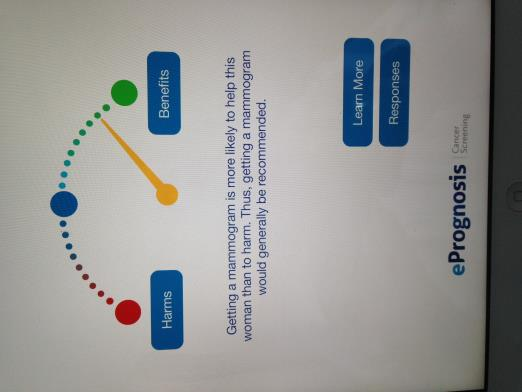 Harms
Benefits
Getting a mammogram is more likely to help this
woman than to harm. Thus, getting a mammogram
would generally be recommended.
Learn More
Responses
ePrognosis
Cancer
Screening